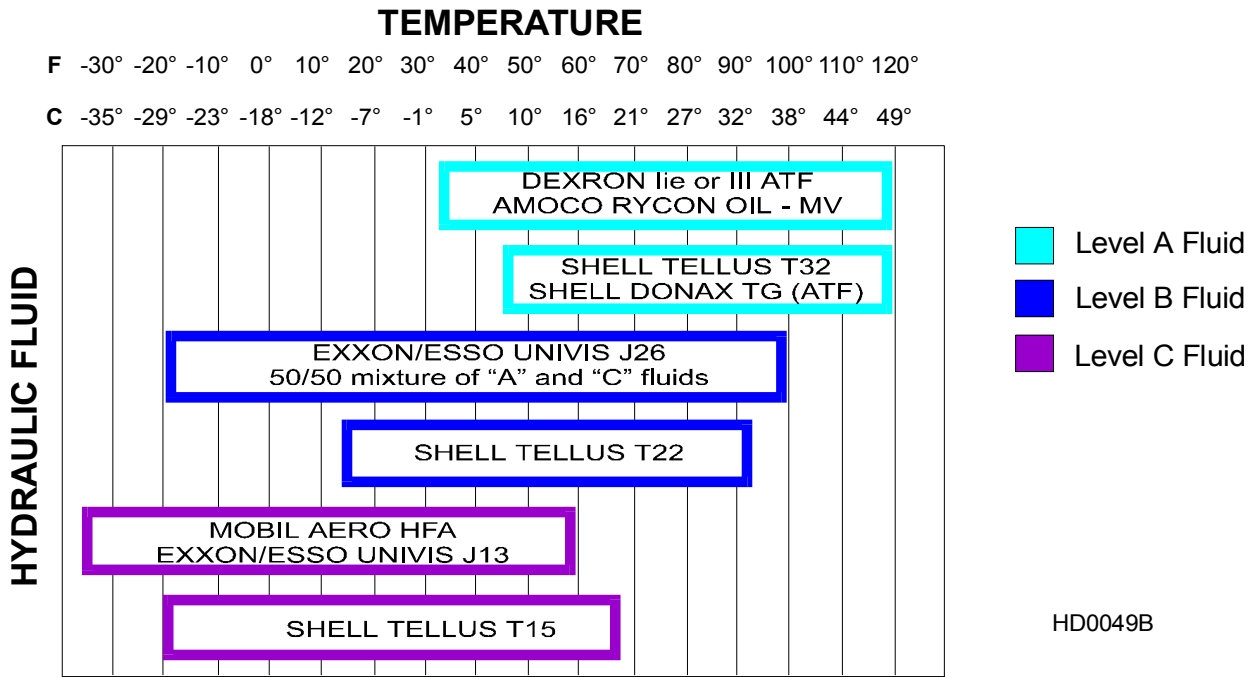 TEMPERATURE
F -30° -20° -10° 0° 10° 20° 30° 40° 50° 60° 70° 80° 90° 100° 110° 120°
C -35° -29° -23° -18° -12° -7° -1° 5° 10° 16° 21° 27° 32° 38° 44° 49°
HYDRAULIC FLUID
DEXRON IIe or III ATF
AMOCO RYCON OIL - MV
SHELL TELLUS T32
SHELL DONAX TG (ATF)
EXXON/ESSO UNIVIS J26
50/50 mixture of “A” and “C” fluids
SHELL TELLUS T22
MOBIL AERO HFA
EXXON/ESSO UNIVIS J13
SHELL TELLUS T15
Level A Fluid
Level B Fluid
Level C Fluid
HD0049B